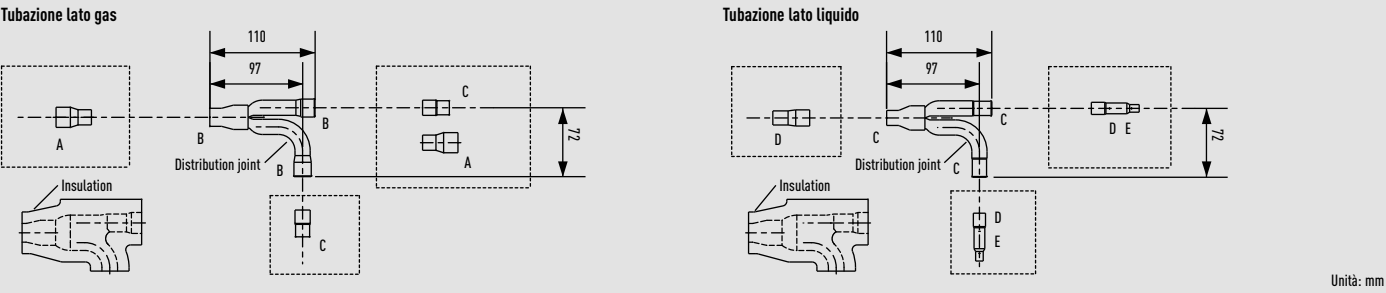 Tubazione lato gas
110
97
C
B
B
A
A
72
Distribution joint
B
Insulation
C
Tubazione lato liquido
110
97
C
C
D E
D
72
Distribution joint
C
Insulation
D
E
Unità: mm